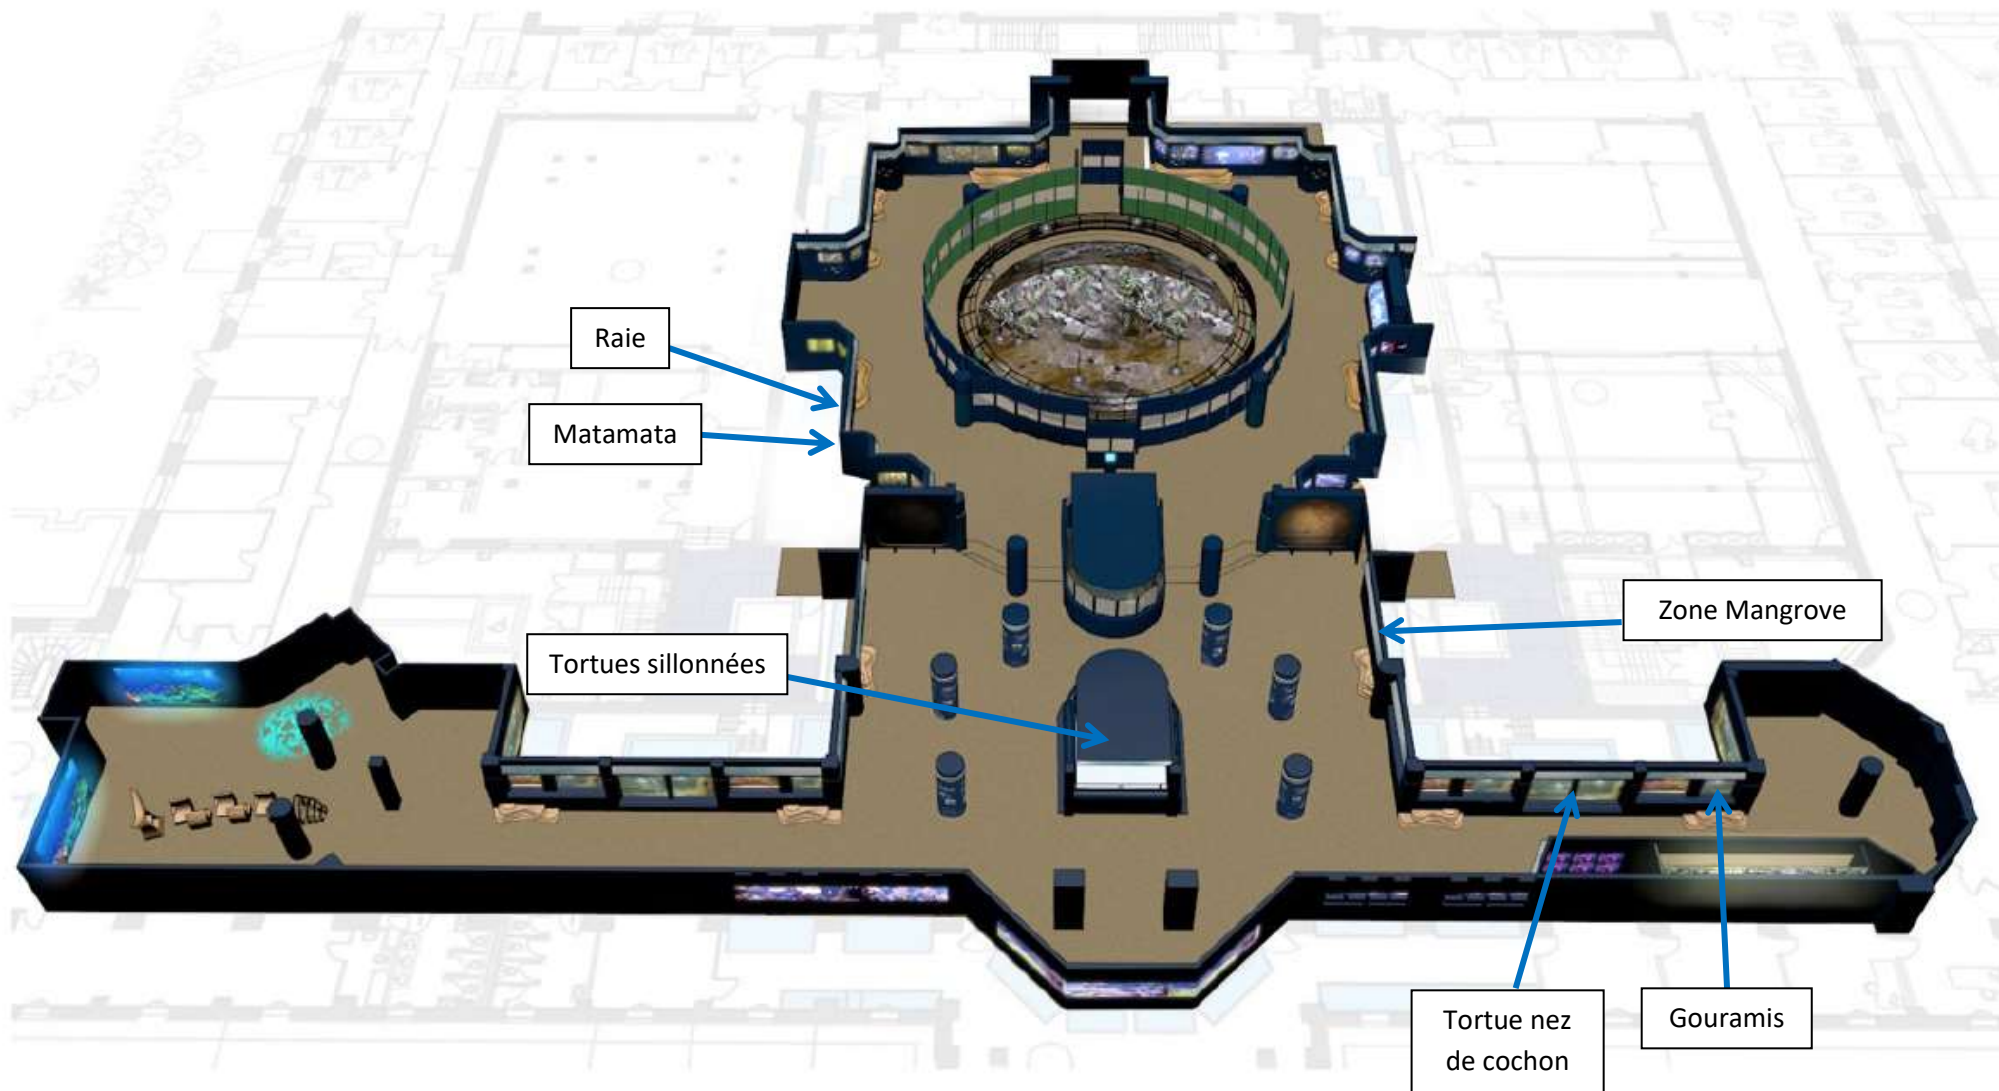 Raie
Matamata
Zone Mangrove
Tortues sillonnées
Tortue nez
de cochon
Gouramis